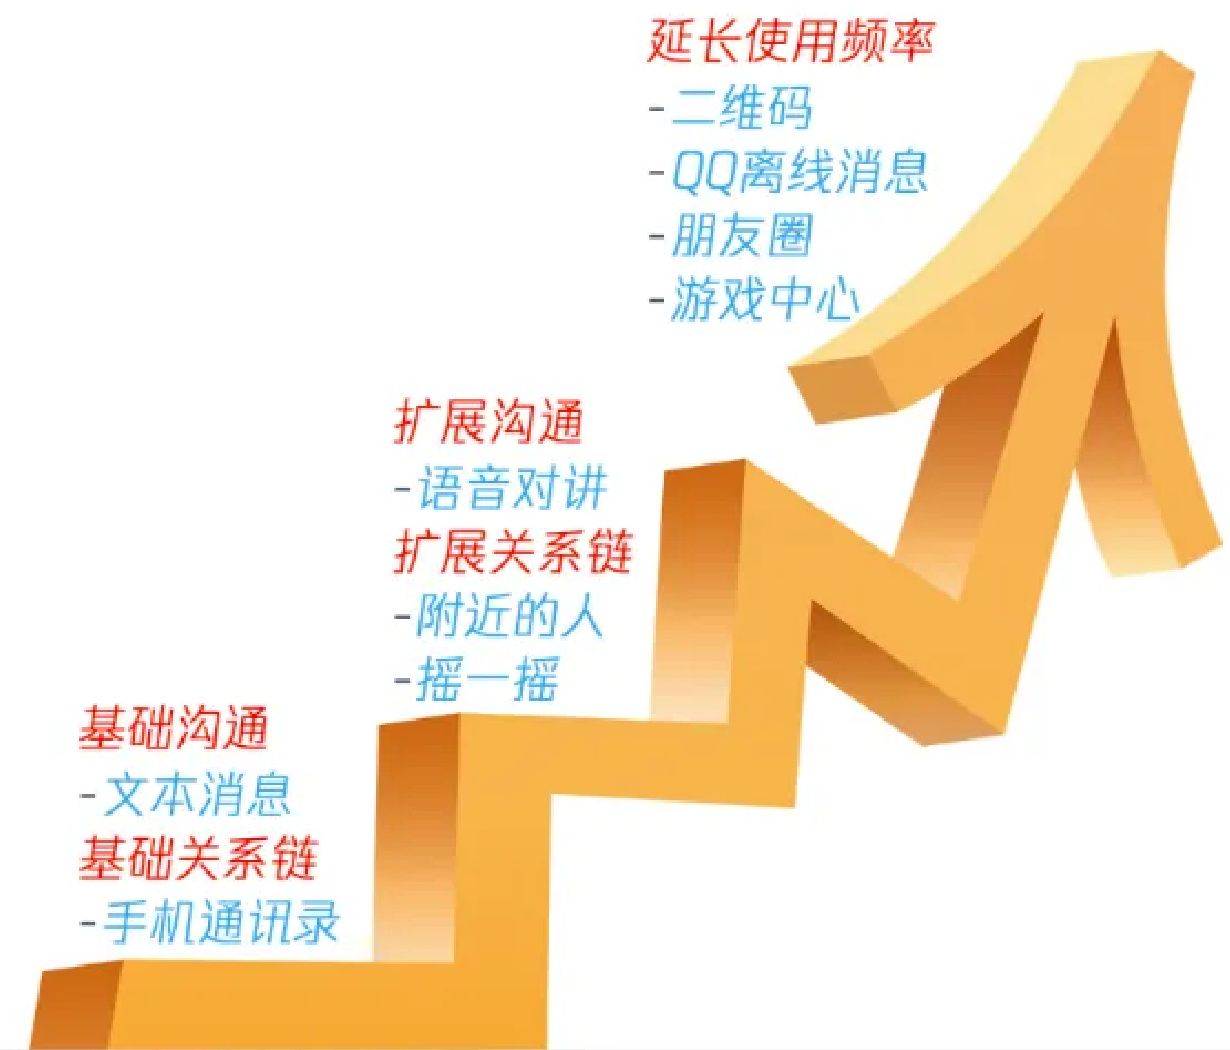 延长使用频率
-二维码
-QQ离线消息
-朋友圈
-游戏中心
扩展沟通
-语音对讲
扩展关系链
-附近的人
-摇一摇
基础沟通
-文本消息
基础关系链
-手机通讯录